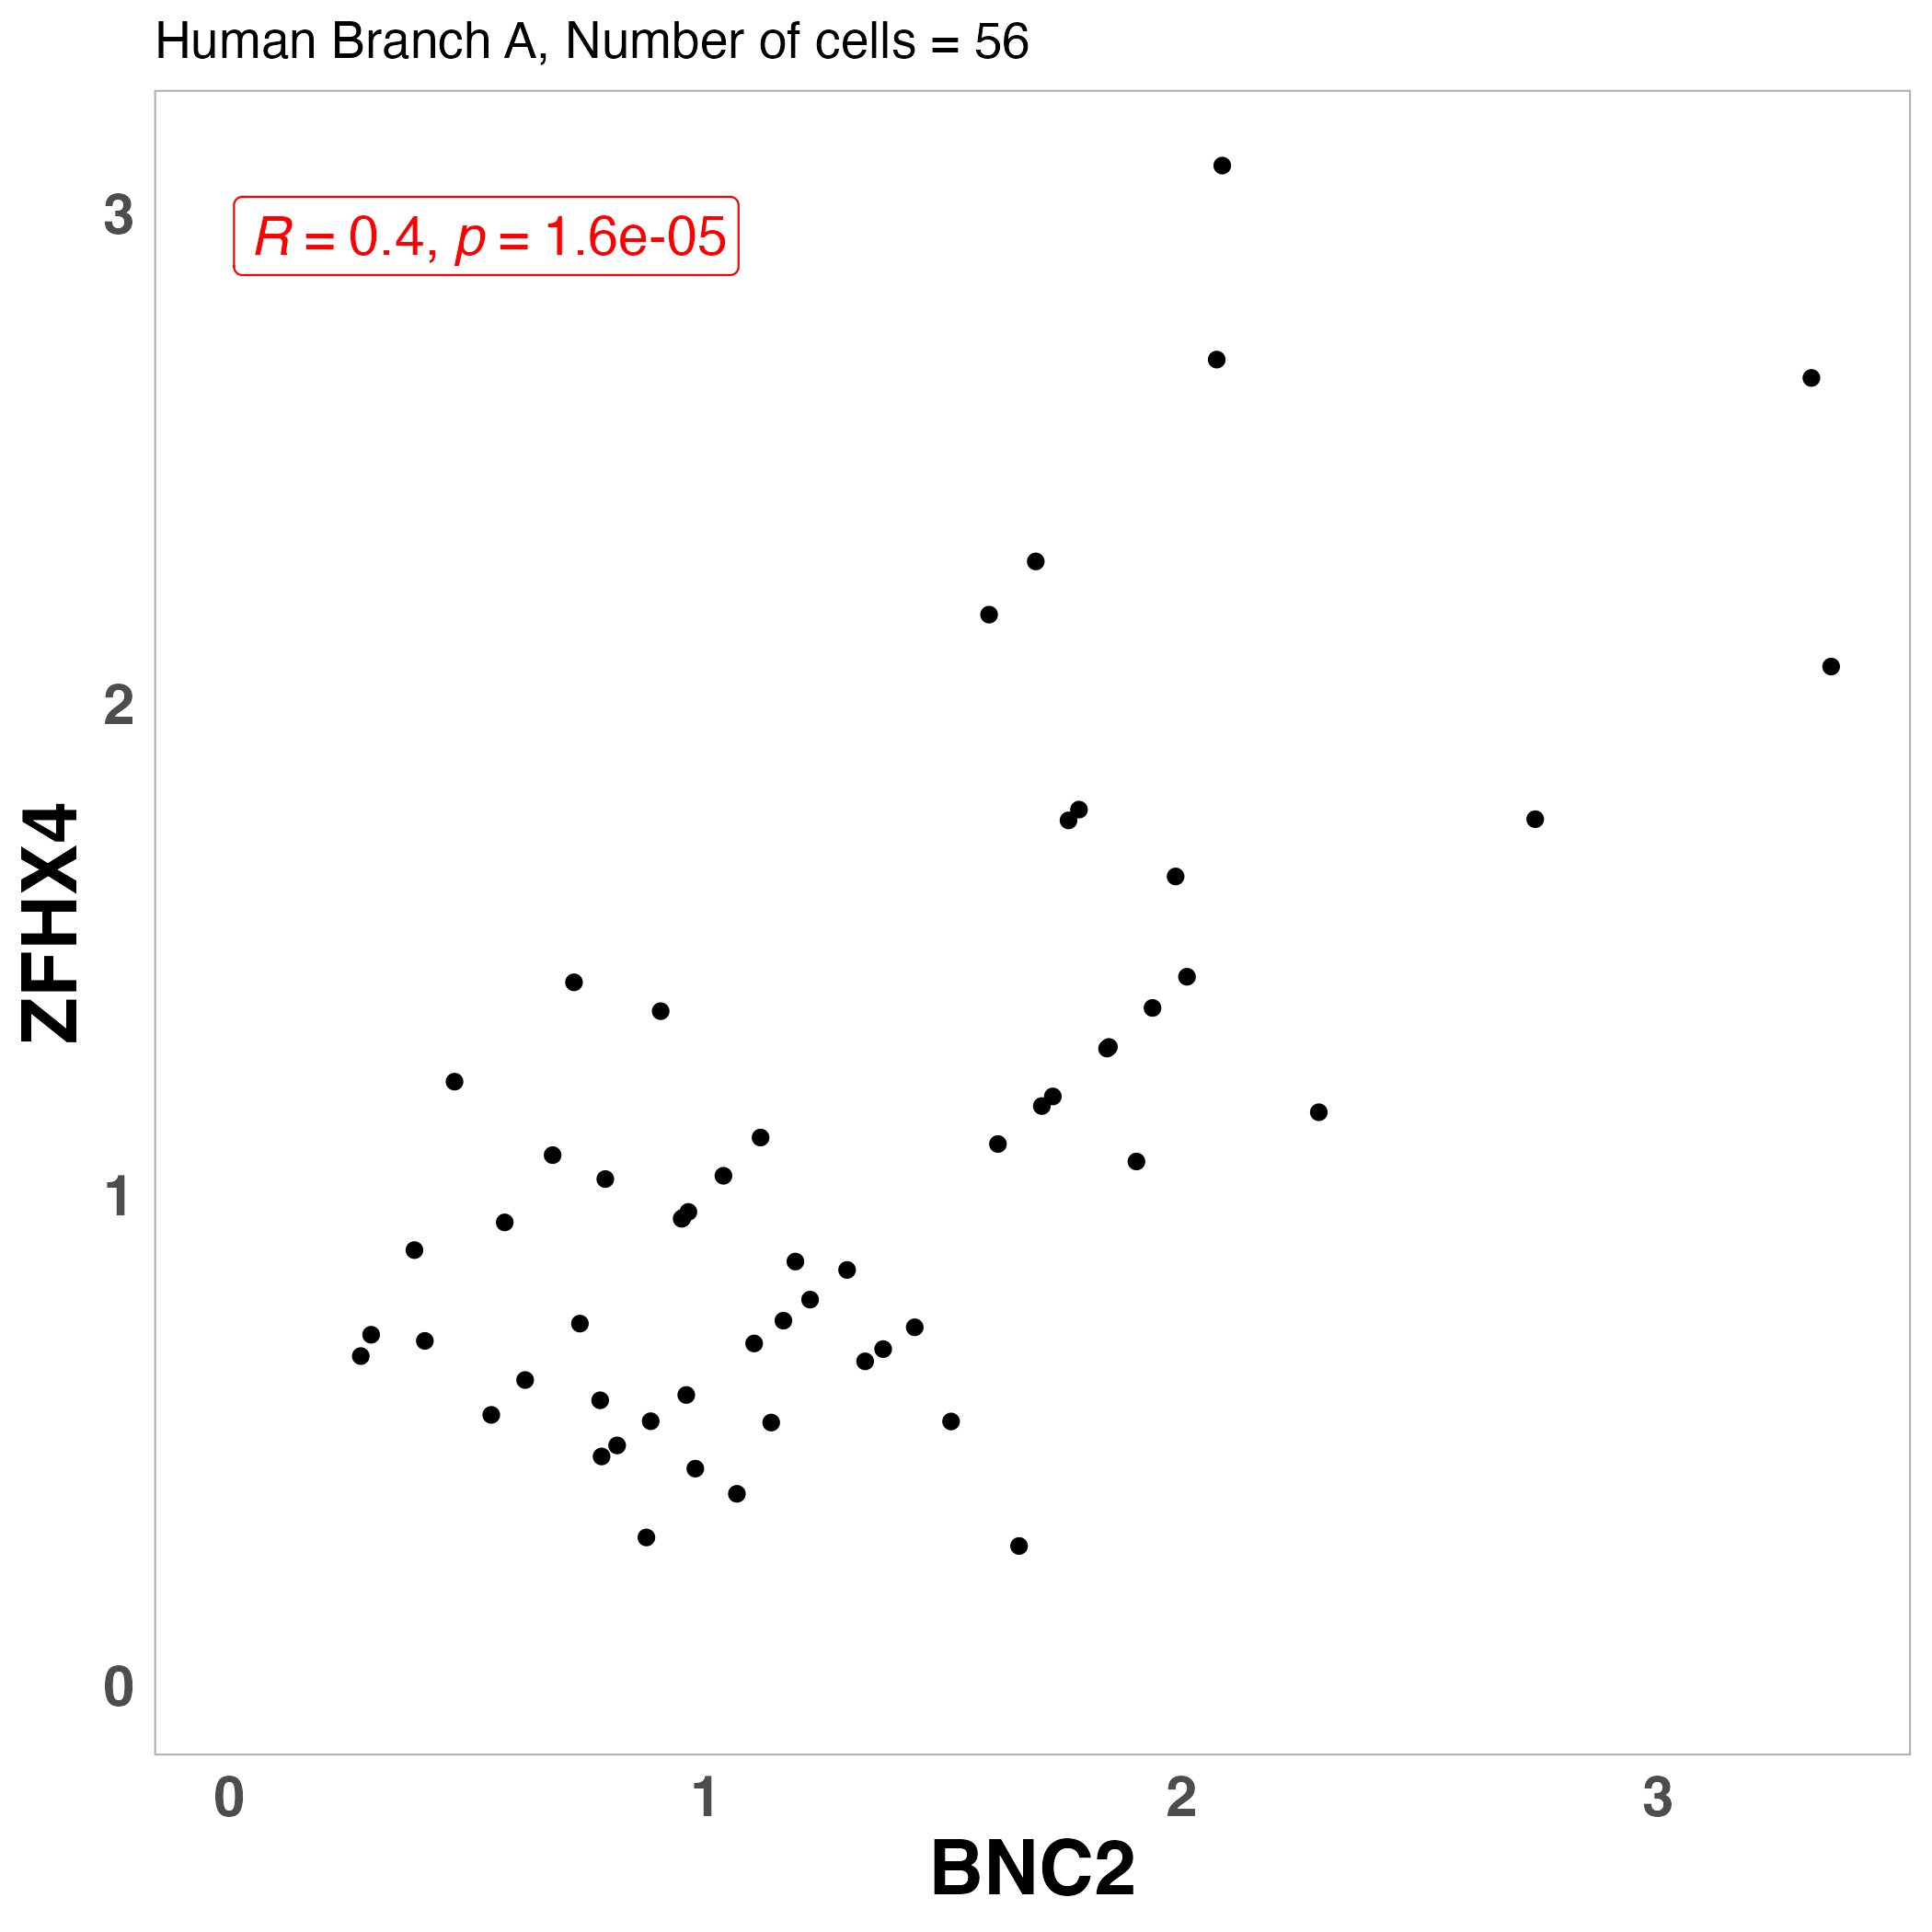 Human Branch A, Number of cells = 56
R = 0.4, p = 1.6e-05
3
2
1
0
ZFHX4
0 1 2 3
BNC2